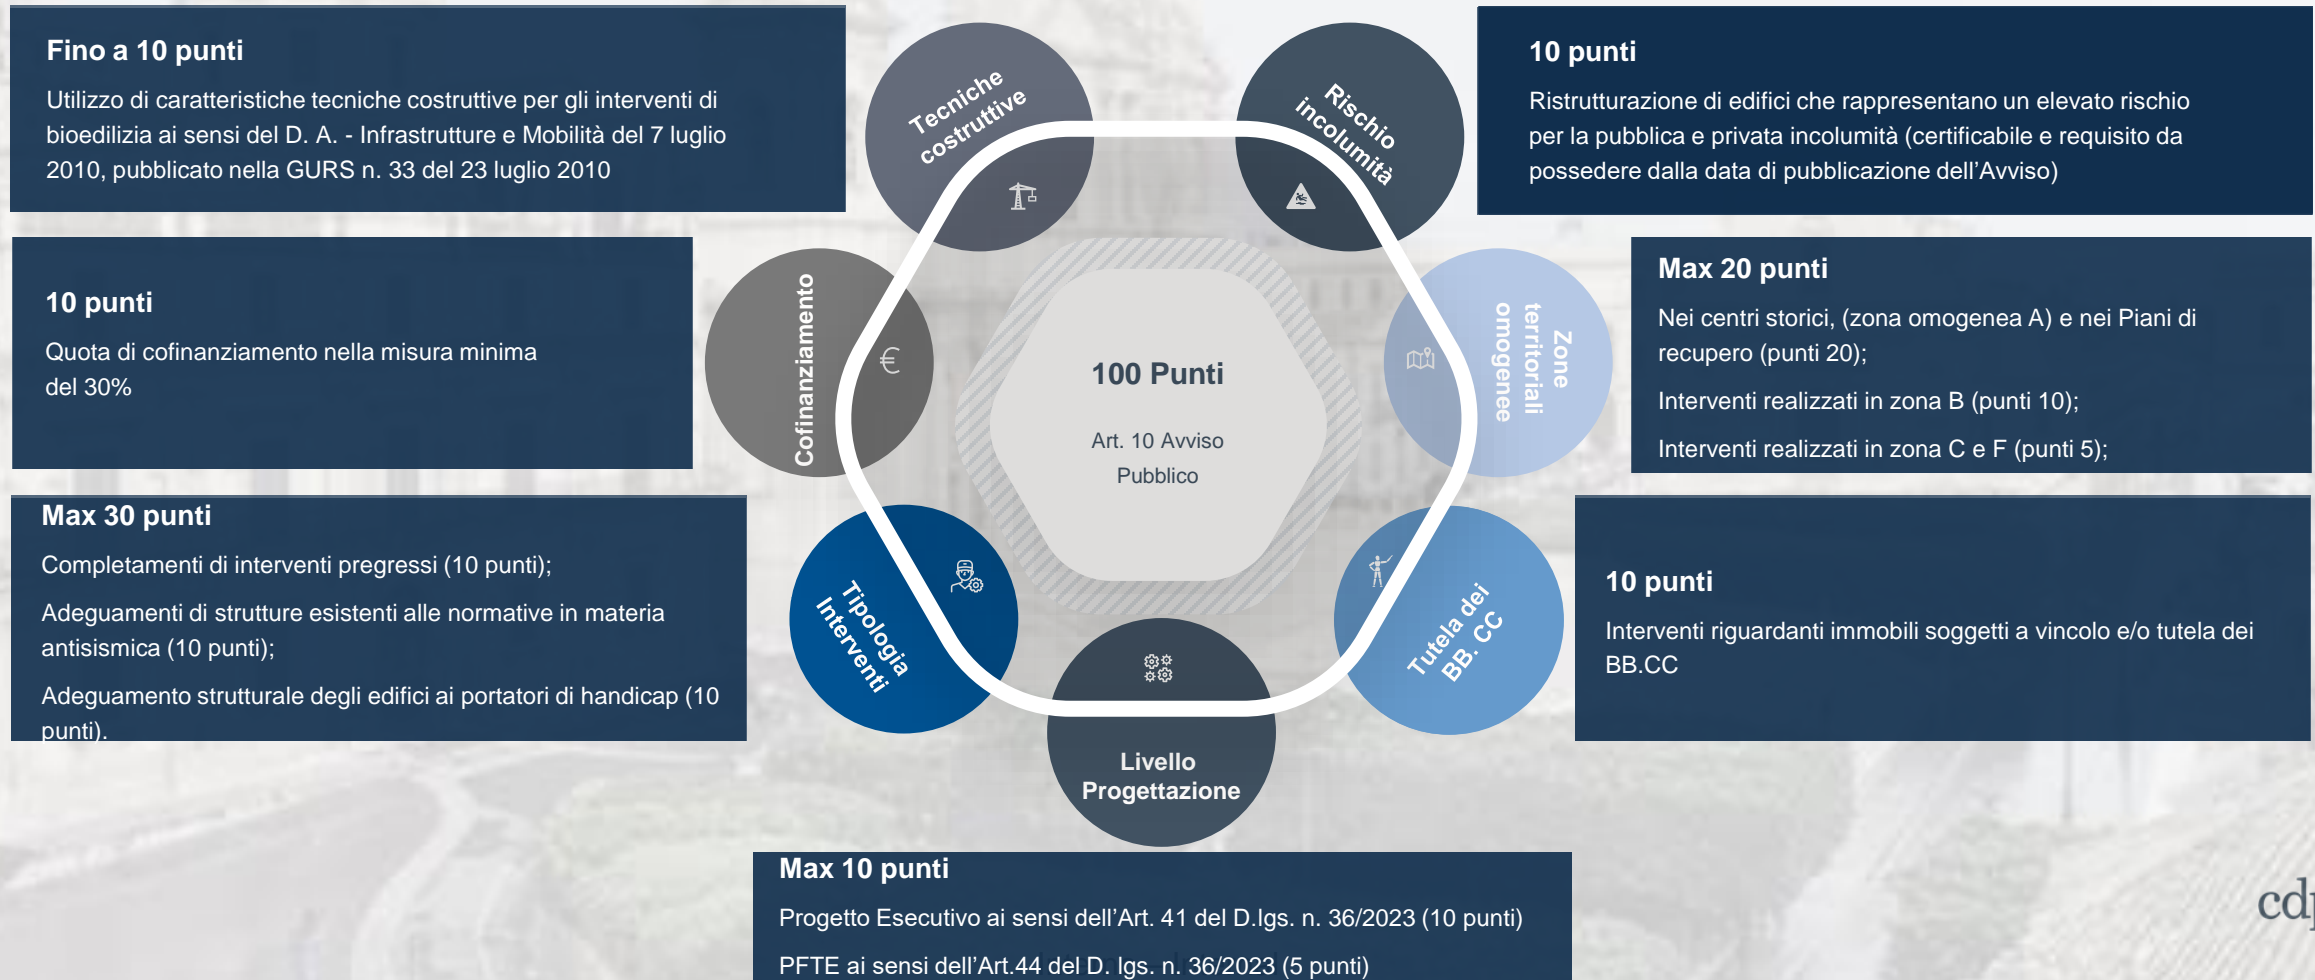 Fino a 10 punti
Utilizzo di caratteristiche tecniche costruttive per gli interventi di
bioedilizia ai sensi del D. A. - Infrastrutture e Mobilità del 7 luglio
2010, pubblicato nella GURS n. 33 del 23 luglio 2010
Tecniche
costruttive
Rischio
incolumità
10 punti
Ristrutturazione di edifici che rappresentano un elevato rischio
per la pubblica e privata incolumità (certificabile e requisito da
possedere dalla data di pubblicazione dell'Avviso)
10 punti
Quota di cofinanziamento nella misura minima
del 30%
Cofinanziamento
€
100 Punti
Art. 10 Avviso
Pubblico
Zone
territoriali
omogenee
Max 20 punti
Nei centri storici, (zona omogenea A) e nei Piani di
recupero (punti 20);
Interventi realizzati in zona B (punti 10);
Interventi realizzati in zona C e F (punti 5);
Max 30 punti
Completamenti di interventi pregressi (10 punti);
Adeguamenti di strutture esistenti alle normative in materia
antisismica (10 punti);
Adeguamento strutturale degli edifici ai portatori di handicap (10
punti).
Tipologia
Interventi
Tutela dei
BB. CC
10 punti
Interventi riguardanti immobili soggetti a vincolo e/o tutela dei
BB.CC
Livello
Progettazione
Max 10 punti
Progetto Esecutivo ai sensi dell'Art. 41 del D.lgs. n. 36/2023 (10 punti)
PFTE ai sensi dell'Art.44 del D. lgs. n. 36/2023 (5 punti)